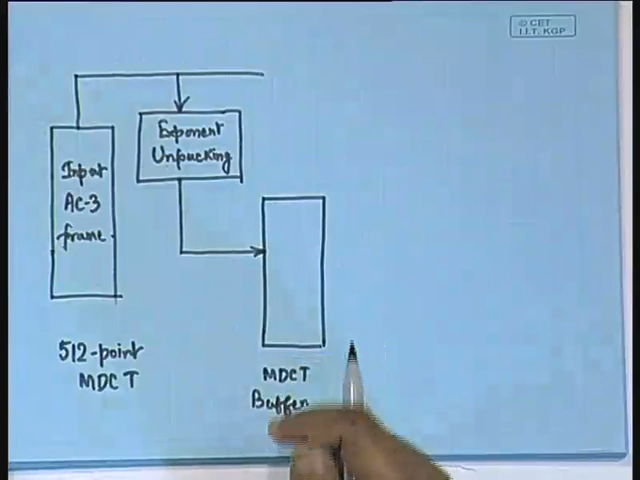 © CET
I.I.T. KGP
Exponent
Unpacking
Input
AC-3
frame
512-point
MDCT
MDCT
Buffer